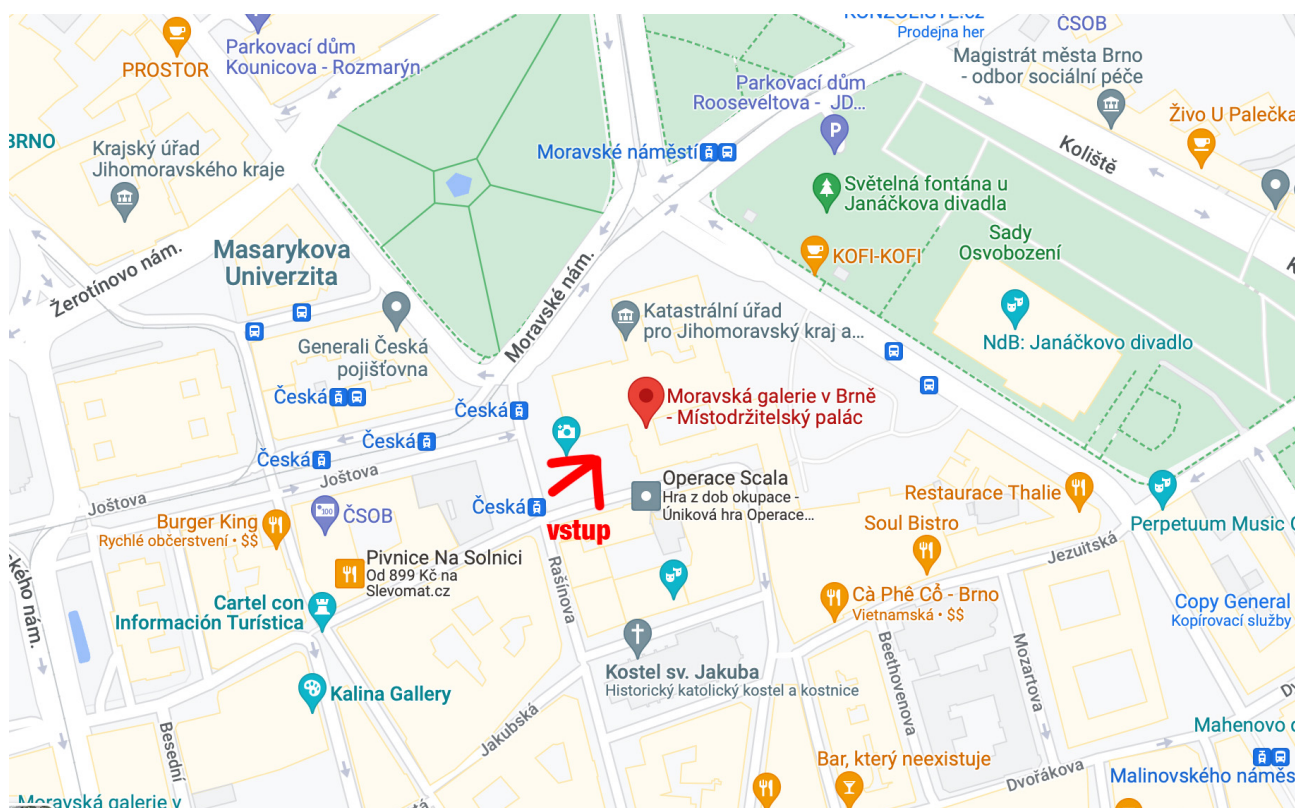 KONZOLISTE.cz
Prodejna her
ČSOB
Parkovací dům
Kounicova - Rozmarýn
PROSTOR
Magistrát města Brno
- odbor sociální péče
Parkovací dům
Rooseveltova - JD...
P
Živo U Palečka
BRNO
Krajský úřad
Jihomoravského kraje
Moravské náměstí
Koliště
Světelná fontána u
Janáčkova divadla
Sady
Osvobození
KOFI-KOFI
Masarykova
Univerzita
Žerotínovo nám.
Moravské nám.
Katastrální úřad
pro Jihomoravský kraj a...
NdB: Janáčkovo divadlo
Generali Česká
pojišťovna
Česká
Česká
Česká
Česká
Moravská galerie v Brně
- Místodržitelský palác
Joštova
Joštova
Operace Scala
Hra z dob okupace -
Úniková hra Operace...
Restaurace Thalie
Česká
vstup
ČSOB
Burger King
Rychlé občerstvení • $$
Soul Bistro
Perpetuum Music
Jezuitská
Pivnice Na Solnici
Od 899 Kč na
Slevomat.cz
Rašínova
ského nám.
Cà Phê Cổ - Brno
Vietnamská • $$
Cartel con
Información Turística
Copy General
Kopírovací služby
Kostel sv. Jakuba
Historický katolický kostel a kostnice
Beethovenova
Mozartova
Kalina Gallery
Jakubská
Besední
Mahenovo
Bar, který neexistuje
Dvořákova
Malinovského náměs
Moravská galerie v